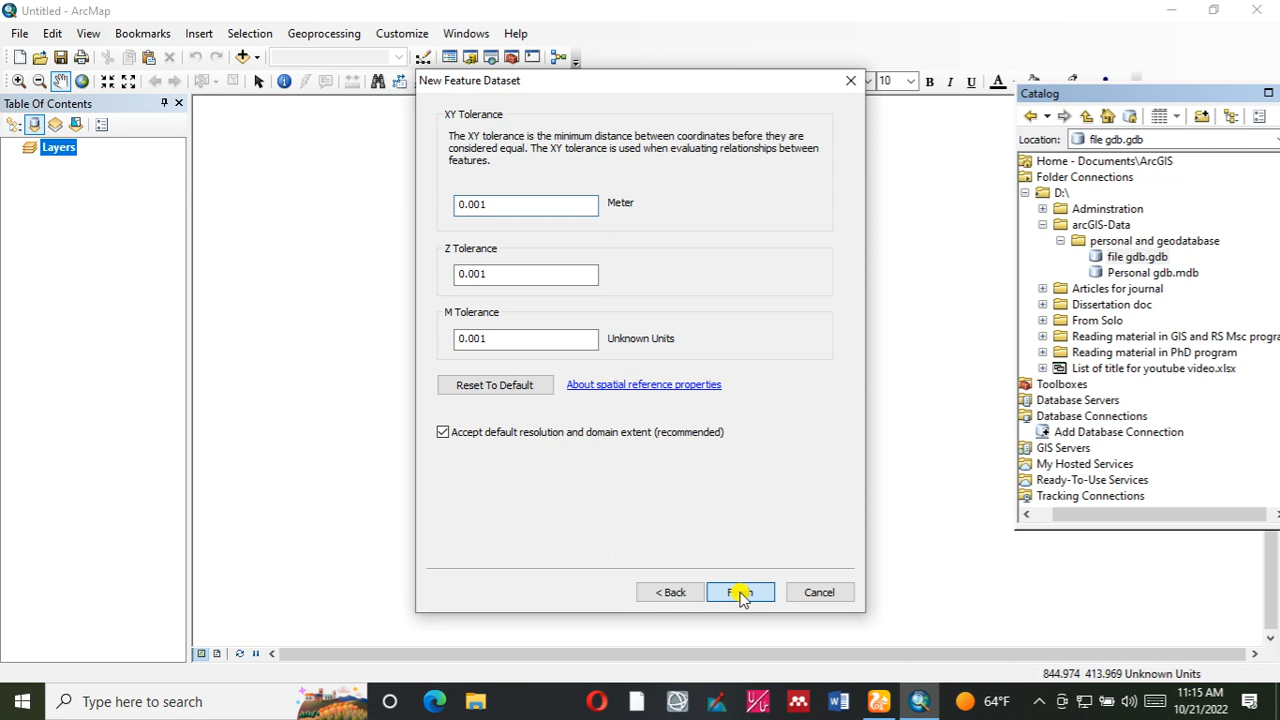 Untitled - ArcMap
File Edit View Bookmarks Insert Selection Geoprocessing Customize Windows Help
10 B I U A
Table Of Contents
Layers
New Feature Dataset
XY Tolerance
The XY tolerance is the minimum distance between coordinates before they are
considered equal. The XY tolerance is used when evaluating relationships between
features.
0.001 Meter
Z Tolerance
0.001
M Tolerance
0.001 Unknown Units
Reset To Default About spatial reference properties
Accept default resolution and domain extent (recommended)
< Back Cancel
Catalog
Location: file gdb.gdb
Home - Documents\ArcGIS
Folder Connections
D:\
Adminstration
arcGIS-Data
personal and geodatabase
file gdb.gdb
Personal gdb.mdb
Articles for journal
Dissertation doc
From Solo
Reading material in GIS and RS Msc progra
Reading material in PhD program
List of title for youtube video.xlsx
Toolboxes
Database Servers
Database Connections
Add Database Connection
GIS Servers
My Hosted Services
Ready-To-Use Services
Tracking Connections
844.974 413.969 Unknown Units
Type here to search
64°F
11:15 AM
10/21/2022